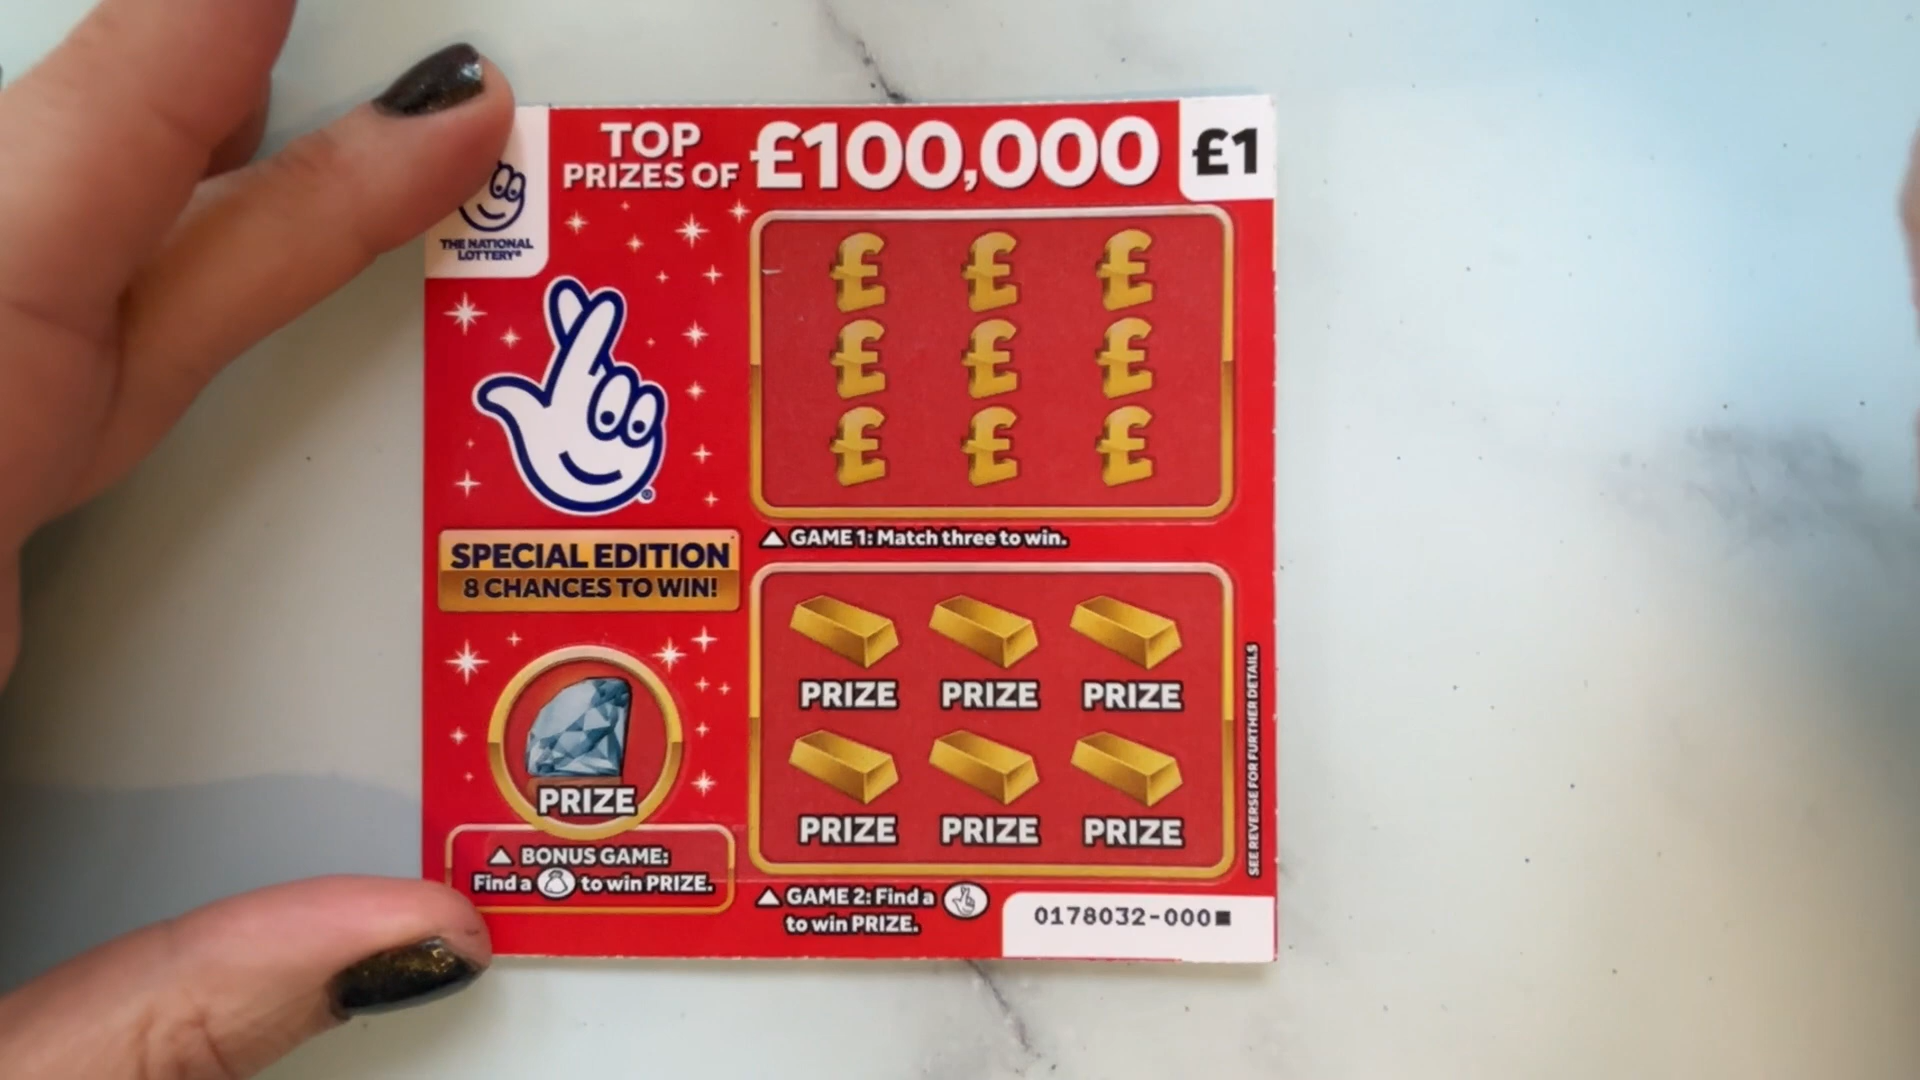 TOP
PRIZES OF £100,000
£1
THE NATIONAL
LOTTERY®
£ £ £
£ £ £
£ £ £
▲ GAME 1: Match three to win.
SPECIAL EDITION
8 CHANCES TO WIN!
PRIZE PRIZE PRIZE
PRIZE PRIZE PRIZE
PRIZE
▲ BONUS GAME:
Find a to win PRIZE.
▲ GAME 2: Find a
to win PRIZE.
0178032-000■
SEE REVERSE FOR FURTHER DETAILS